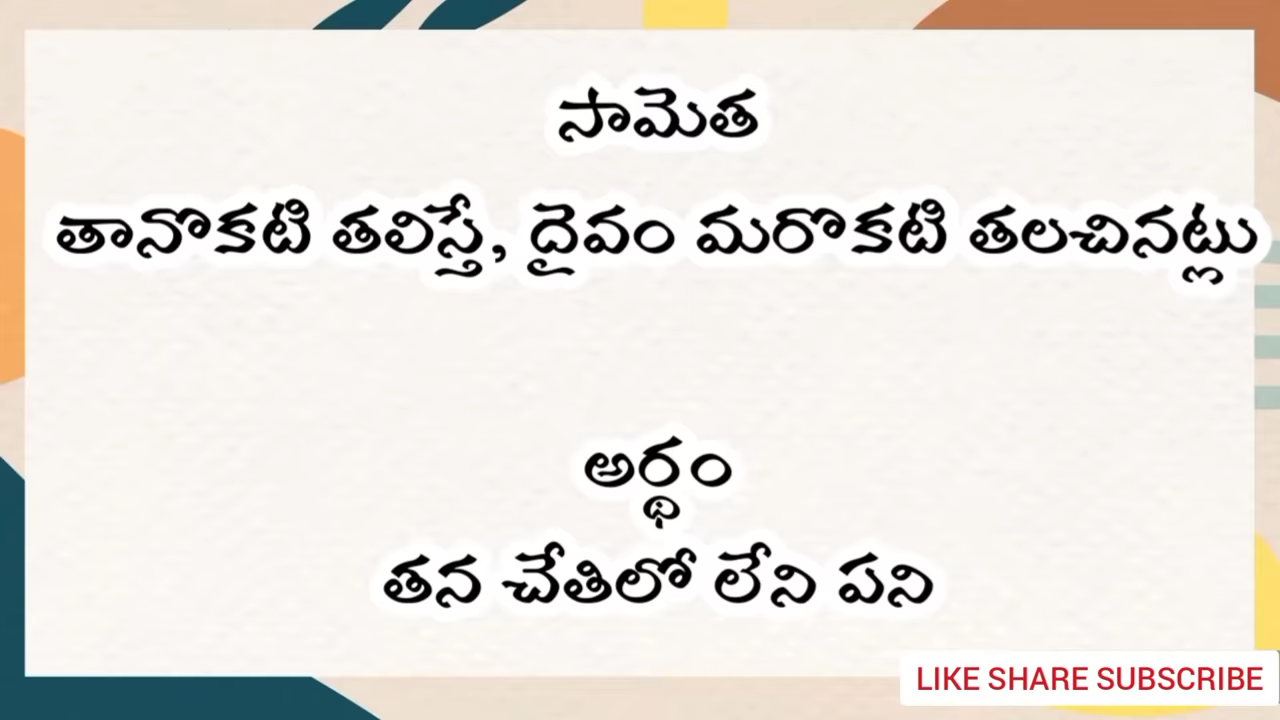 సామెత
తానొకటి తలిస్తే, దైవం మరొకటి తలచినట్లు
అర్థం
తన చేతిలో లేని పని
LIKE SHARE SUBSCRIBE